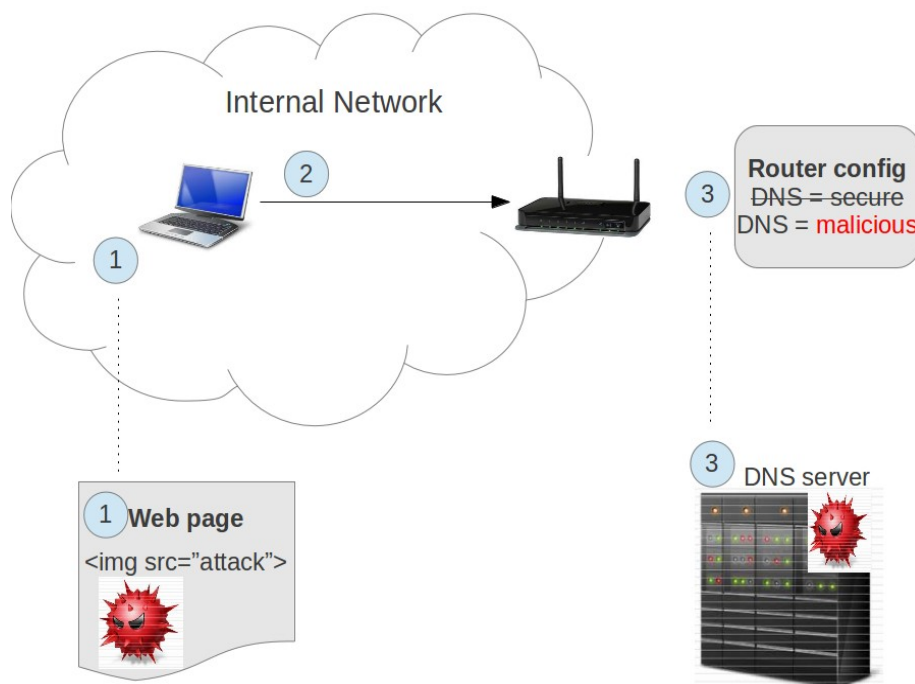 Internal Network
2
1
3
Router config
DNS = secure
DNS = malicious
1
Web page
<img src=”attack”>
3
DNS server